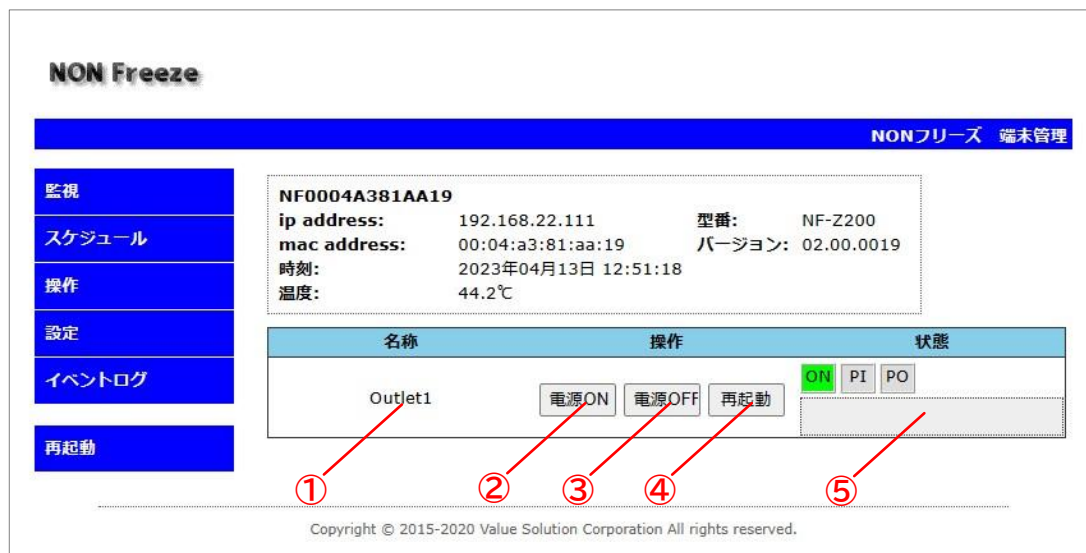 NON Freeze
NONフリーズ 端末管理
監視
スケジュール
操作
設定
イベントログ
再起動
NF0004A381AA19
ip address: 192.168.22.111 型番: NF-Z200
mac address: 00:04:a3:81:aa:19 バージョン: 02.00.0019
時刻: 2023年04月13日 12:51:18
温度: 44.2℃
名称 操作 状態
Outlet1 電源ON 電源OFF 再起動 ON PI PO
① ② ③ ④ ⑤
Copyright © 2015-2020 Value Solution Corporation All rights reserved.